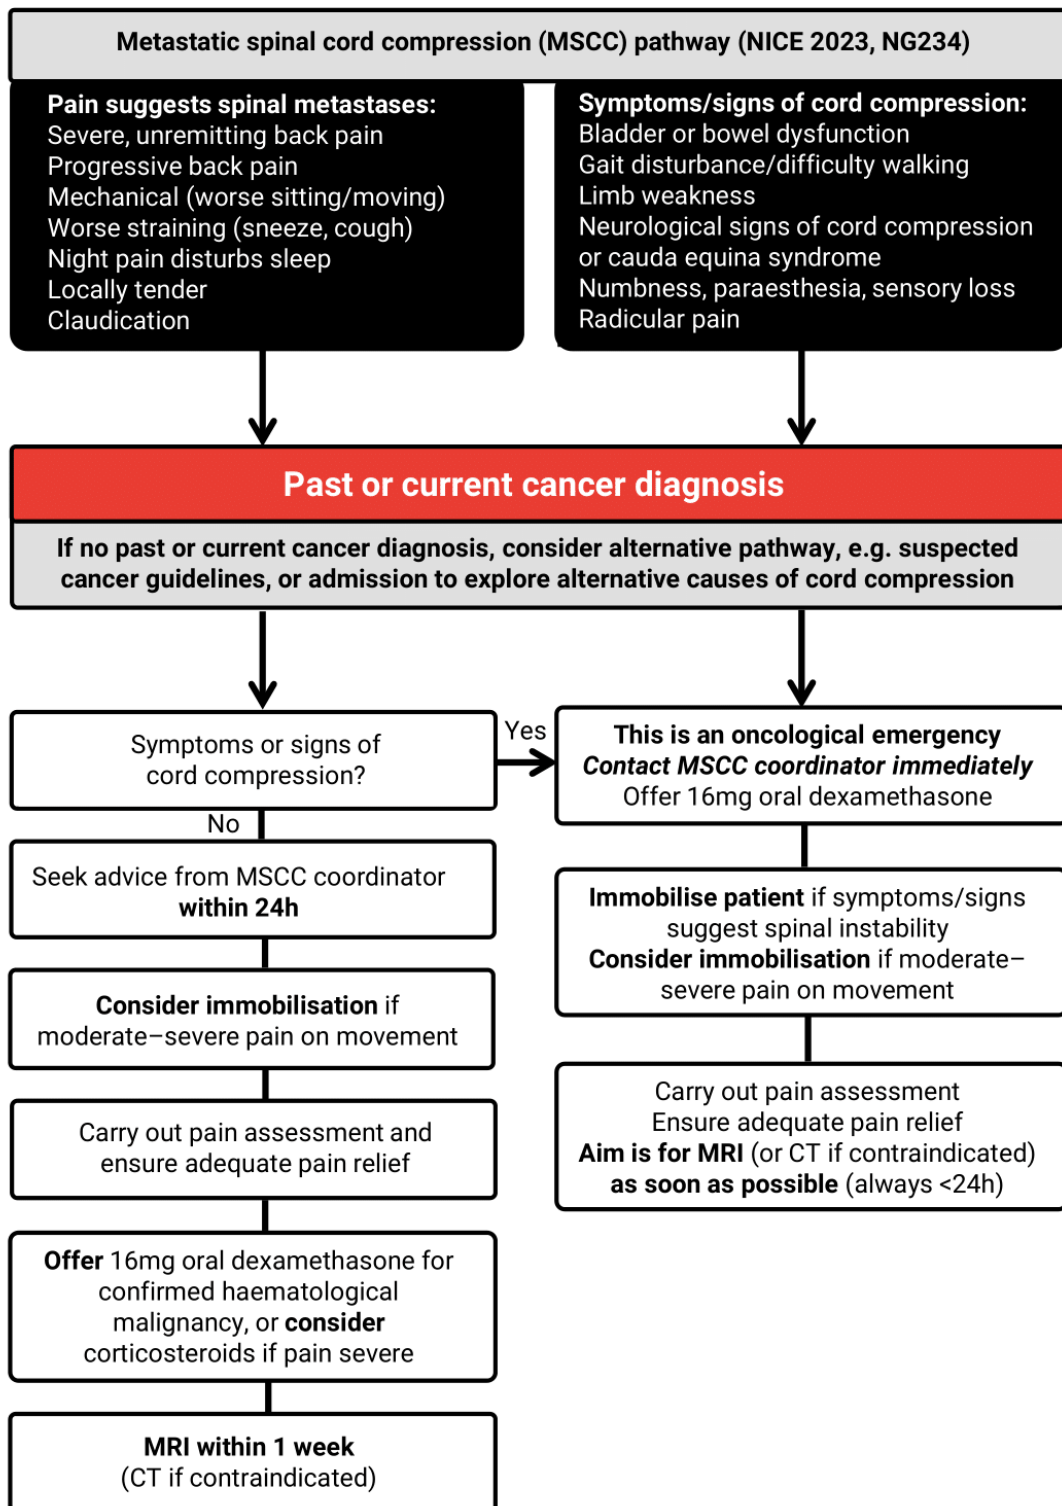 Metastatic spinal cord compression (MSCC) pathway (NICE 2023, NG234)
Pain suggests spinal metastases:
Severe, unremitting back pain
Progressive back pain
Mechanical (worse sitting/moving)
Worse straining (sneeze, cough)
Night pain disturbs sleep
Locally tender
Claudication
Symptoms/signs of cord compression:
Bladder or bowel dysfunction
Gait disturbance/difficulty walking
Limb weakness
Neurological signs of cord compression
or cauda equina syndrome
Numbness, paraesthesia, sensory loss
Radicular pain
Past or current cancer diagnosis
If no past or current cancer diagnosis, consider alternative pathway, e.g. suspected
cancer guidelines, or admission to explore alternative causes of cord compression
Symptoms or signs of
cord compression?
Yes
No
Seek advice from MSCC coordinator
within 24h
Consider immobilisation if
moderate–severe pain on movement
Carry out pain assessment and
ensure adequate pain relief
Offer 16mg oral dexamethasone for
confirmed haematological
malignancy, or consider
corticosteroids if pain severe
MRI within 1 week
(CT if contraindicated)
This is an oncological emergency
Contact MSCC coordinator immediately
Offer 16mg oral dexamethasone
Immobilise patient if symptoms/signs
suggest spinal instability
Consider immobilisation if moderate–
severe pain on movement
Carry out pain assessment
Ensure adequate pain relief
Aim is for MRI (or CT if contraindicated)
as soon as possible (always <24h)